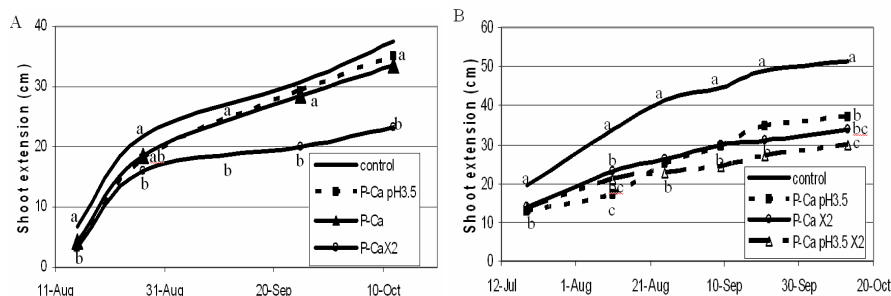 A
Shoot extension (cm)
40
30
20
10
0
11-Aug 31-Aug 20-Sep 10-Oct
a
b
a
ab
b
a
b
a
b
a
b
control
P-Ca pH3.5
P-Ca
P-CaX2
B
Shoot extension (cm)
60
50
40
30
20
10
0
12-Jul 1-Aug 21-Aug 10-Sep 30-Sep 20-Oct
a
b
a
b
bc
c
a
b
b
a
b
b
a
b
a
b
bc
c
control
P-Ca pH3.5
P-Ca X2
P-Ca pH3.5 X2